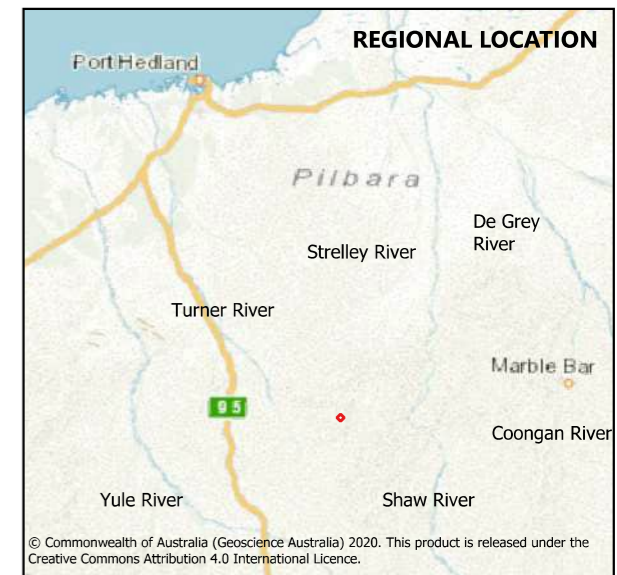 REGIONAL LOCATION
Port Hedland
Pilbara
De Grey
River
Strelley River
Turner River
Marble Bar
95
Coongan River
Yule River
Shaw River
© Commonwealth of Australia (Geoscience Australia) 2020. This product is released under the
Creative Commons Attribution 4.0 International Licence.